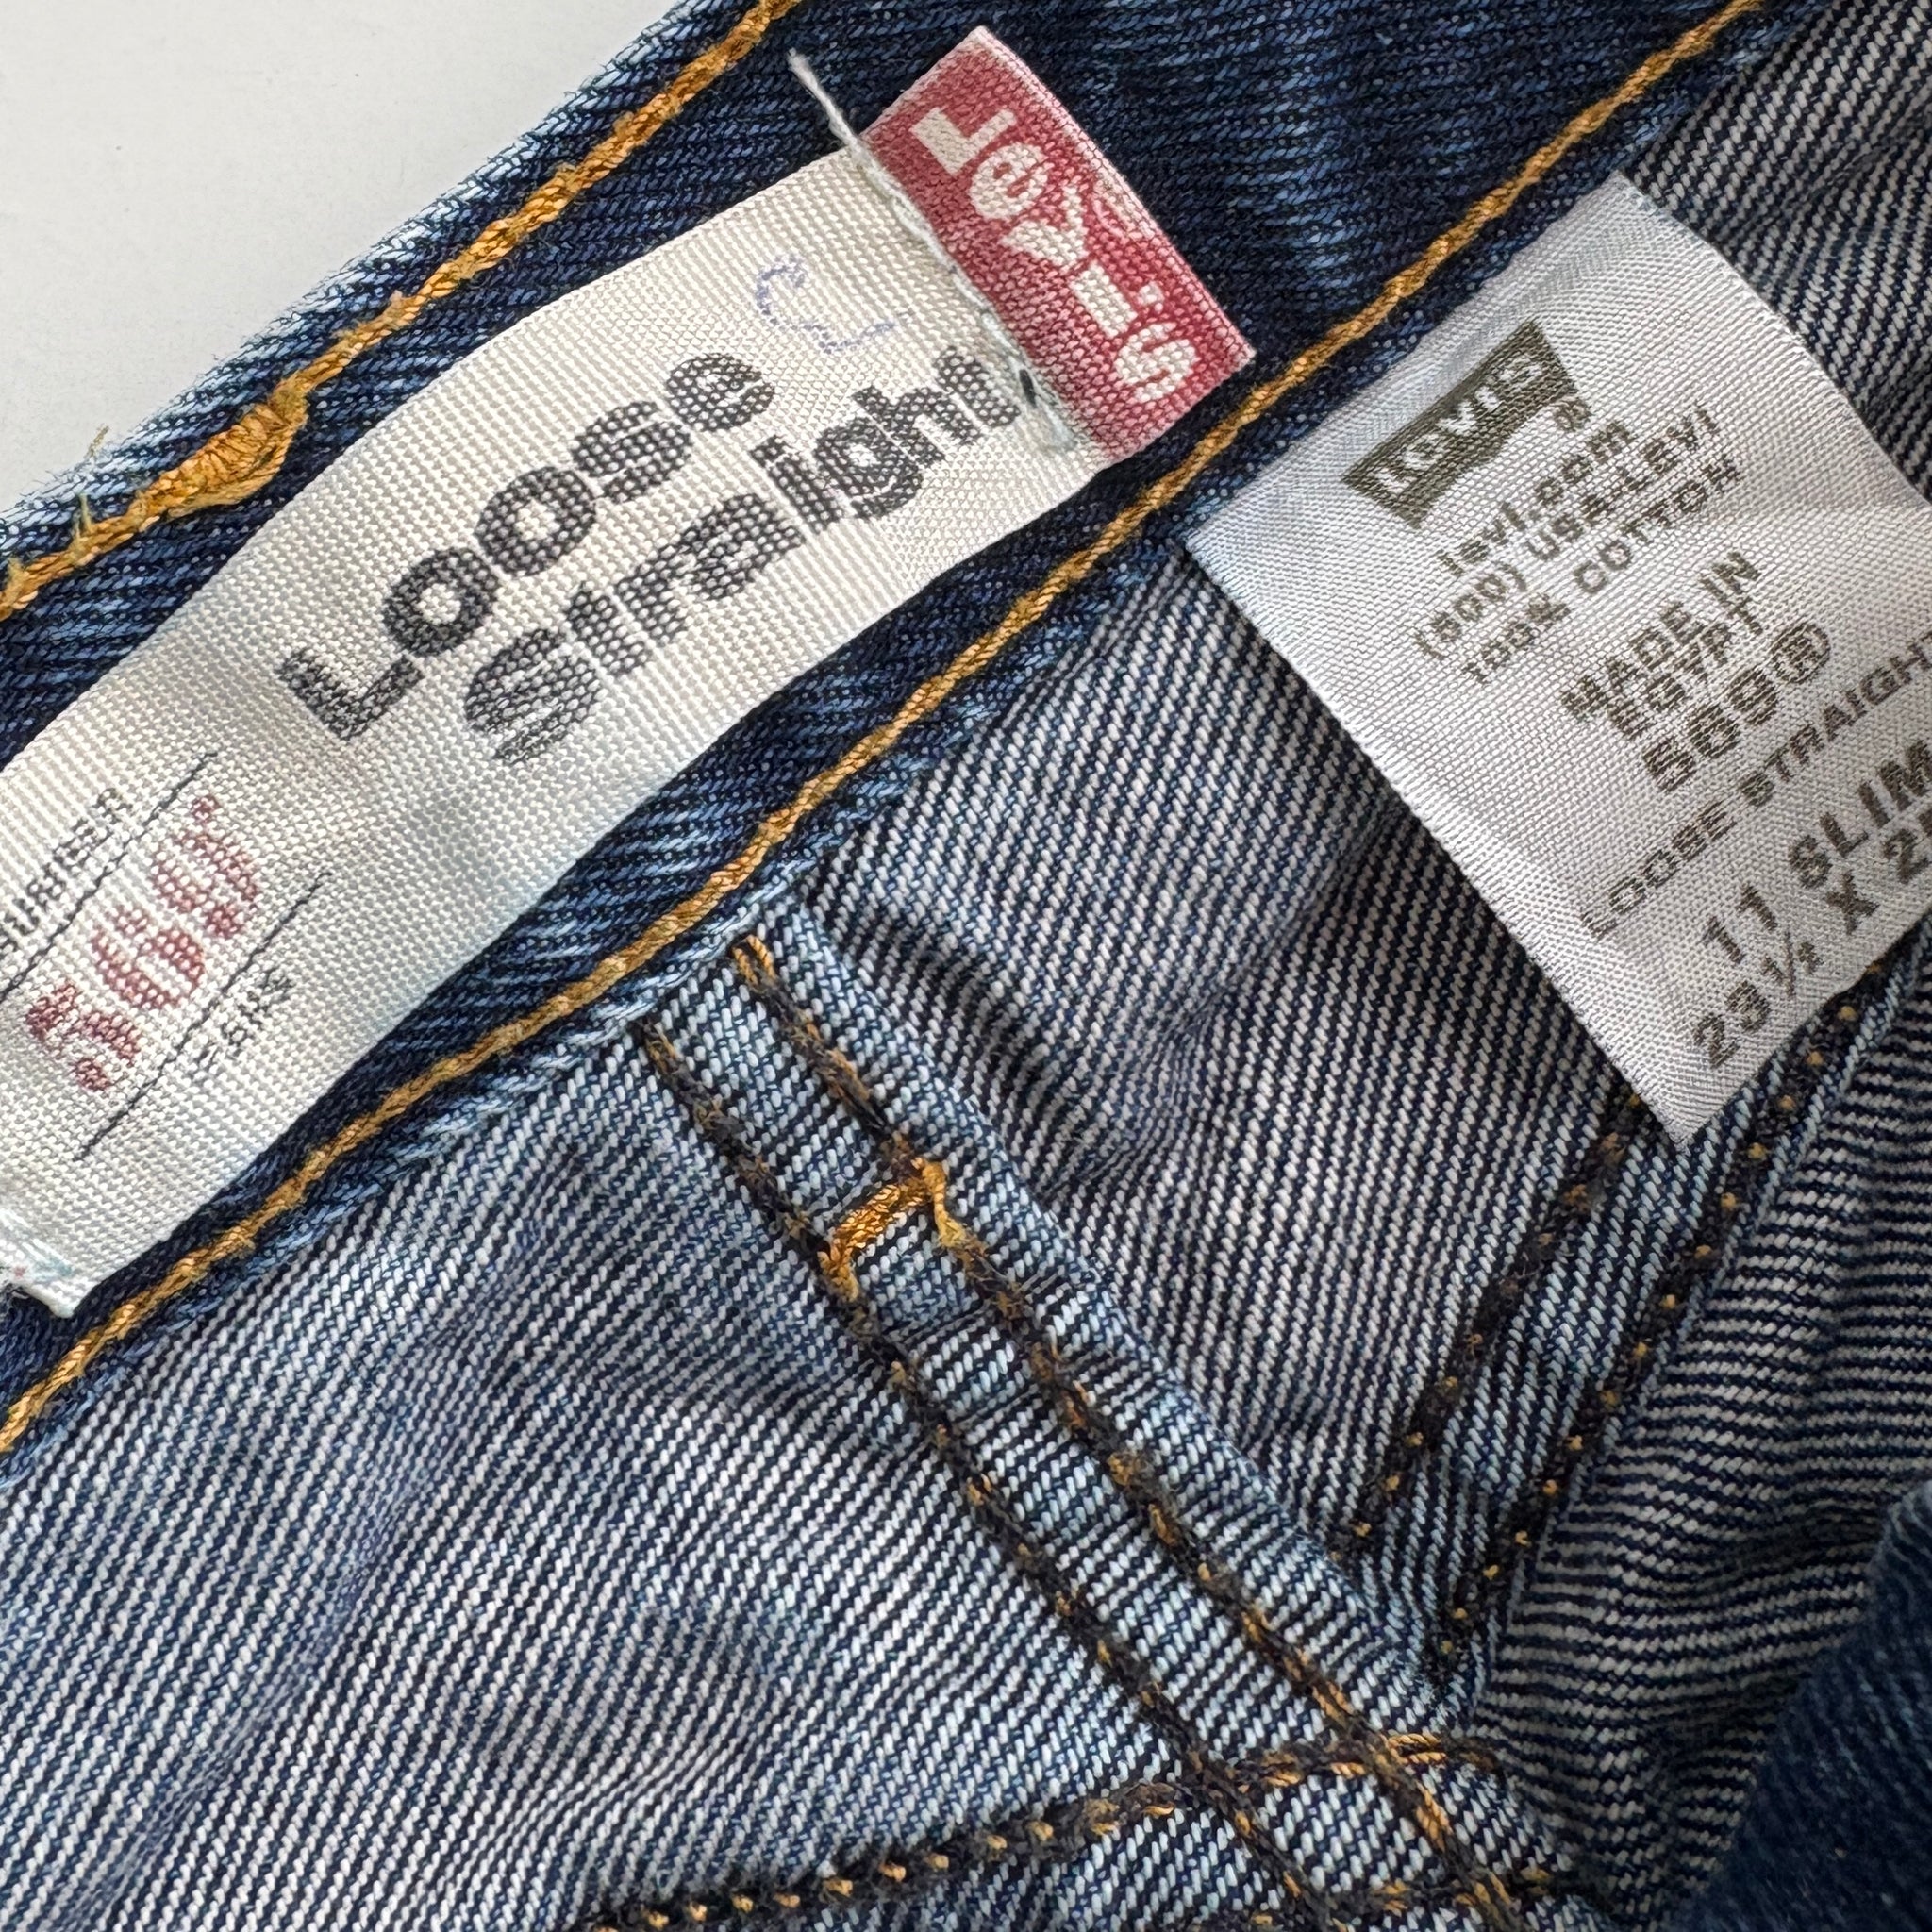 Levi's
Loose
Straight
569®
Levi's
levi.com
(800) USA LEVI
100% COTTON
MADE IN
EGYPT
569®
LOOSE STRAIGHT
11 SLIM